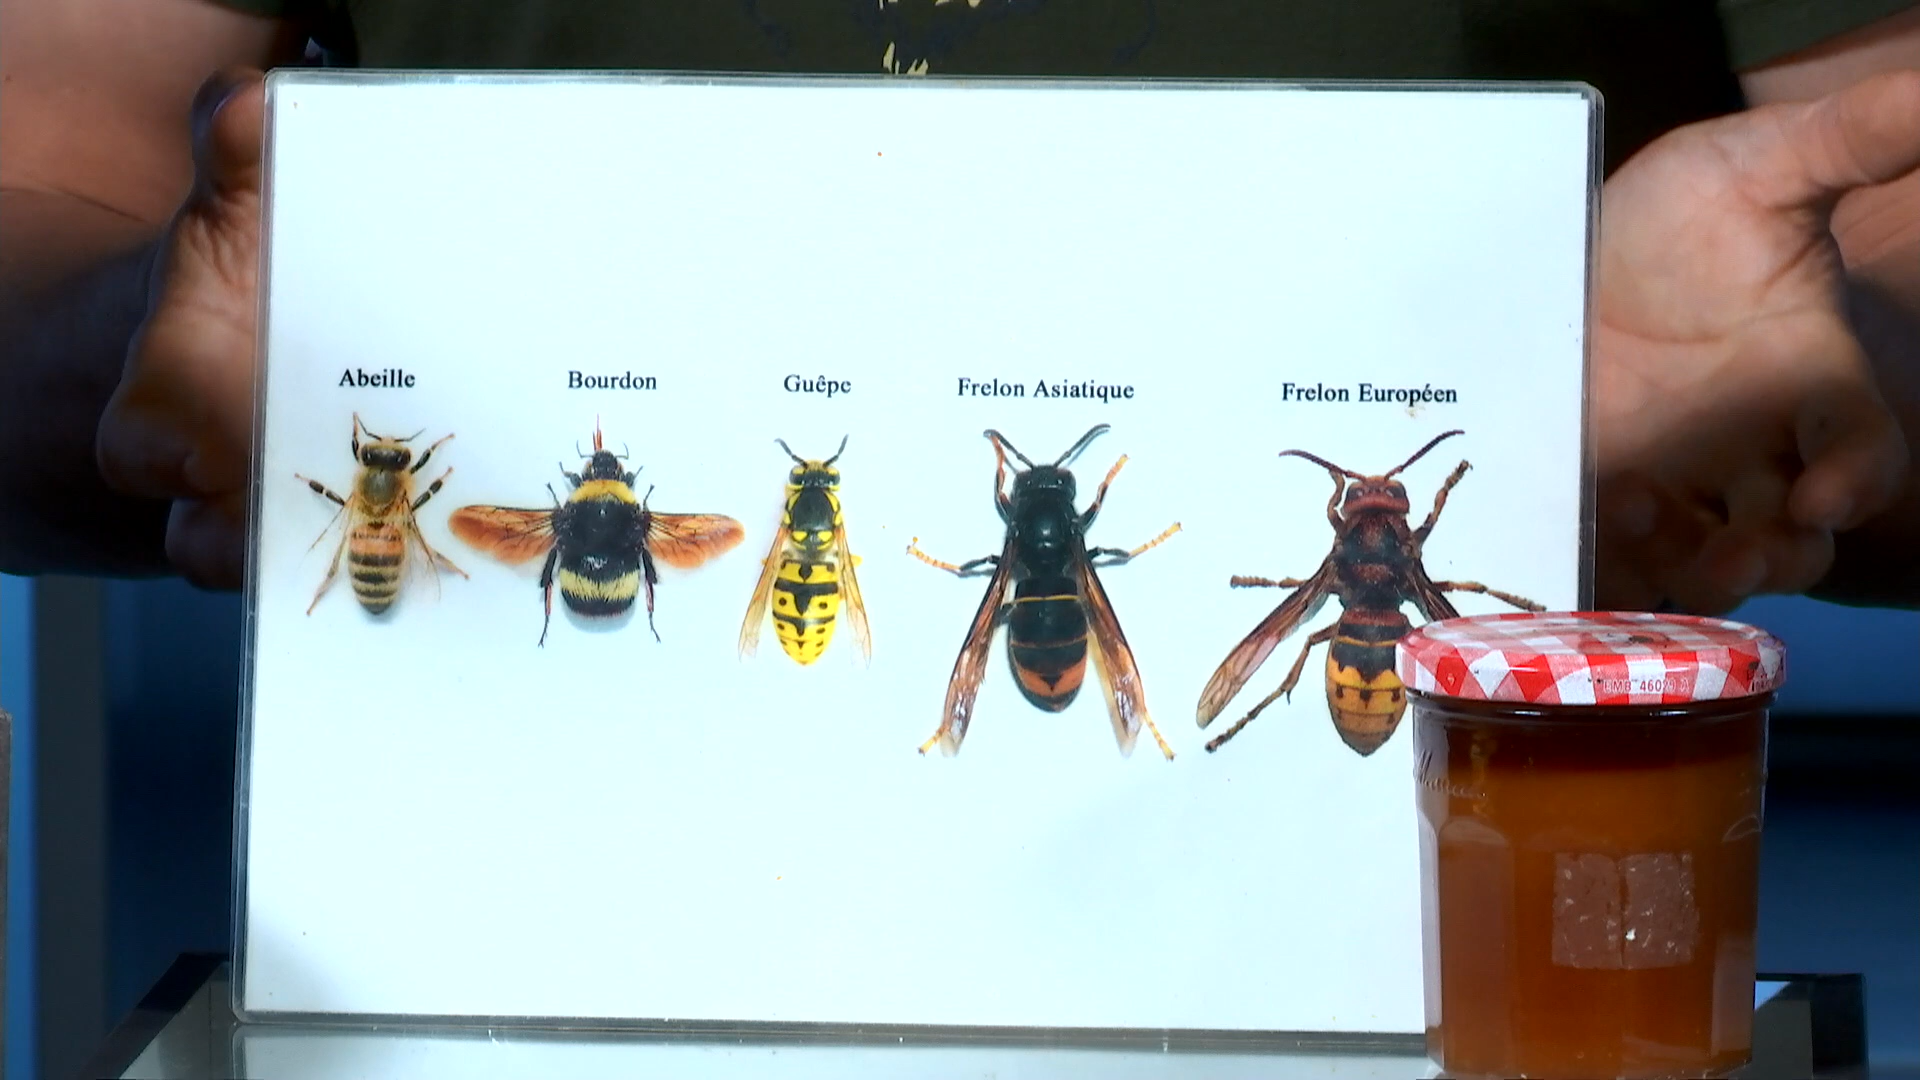 Abeille
Bourdon
Guêpe
Frelon Asiatique
Frelon Européen